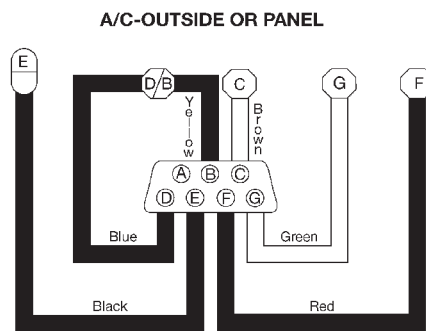 A/C-OUTSIDE OR PANEL
E
D/B
C
G
F
Yellow
Brown
A B C
D E F G
Blue
Green
Black
Red